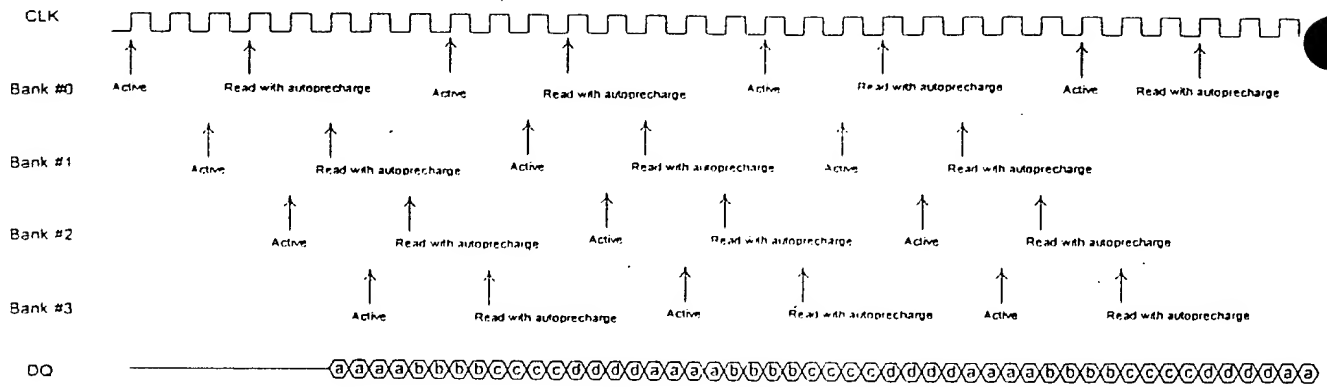 CLK
Bank #0 Active Read with autoprecharge Active Read with autoprecharge Active Read with autoprecharge Active Read with autoprecharge
Bank #1 Active Read with autoprecharge Active Read with autoprecharge Active Read with autoprecharge
Bank #2 Active Read with autoprecharge Active Read with autoprecharge Active Read with autoprecharge
Bank #3 Active Read with autoprecharge Active Read with autoprecharge Active Read with autoprecharge
DQ a a a a b b b b c c c c d d d d a a a a b b b b c c c c d d d d a a a a b b b b c c c c d d d d a a